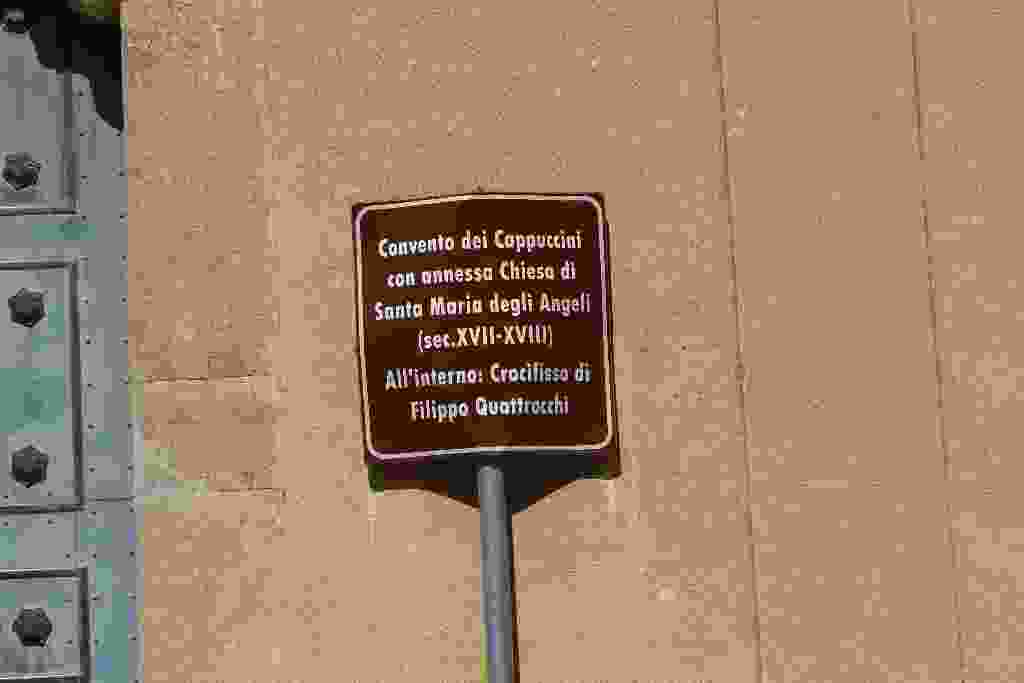 Convento dei Cappuccini
con annessa Chiesa di
Santa Maria degli Angeli
(sec.XVII-XVIII)
All'interno: Crocifisso di
Filippo Quattrocchi